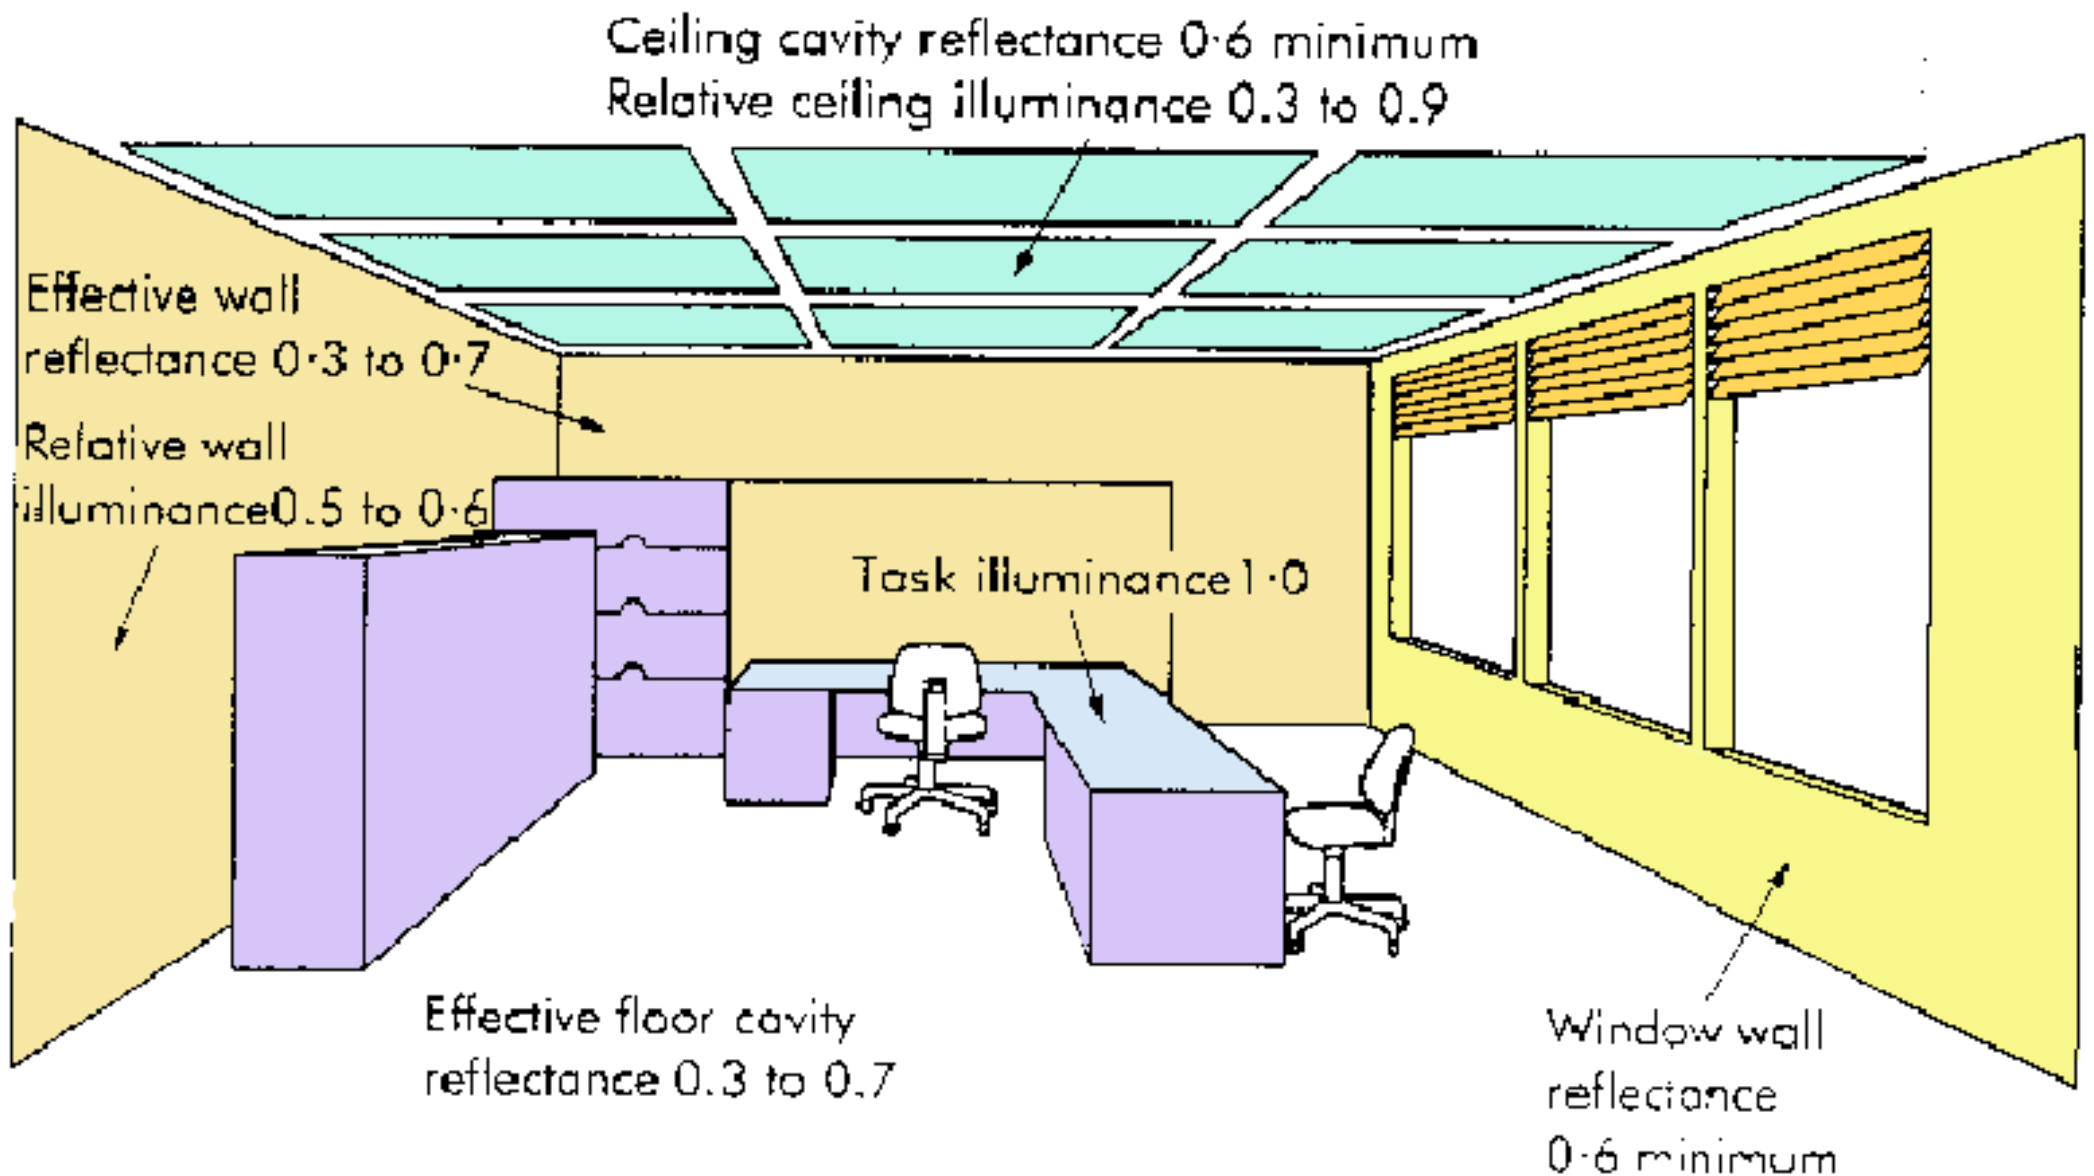 Ceiling cavity reflectance 0·6 minimum
Relative ceiling illuminance 0.3 to 0.9
Effective wall
reflectance 0·3 to 0·7
Relative wall
illuminance0.5 to 0·6
Task illuminance1·0
Effective floor cavity
reflectance 0.3 to 0.7
Window wall
reflectance
0·6 minimum